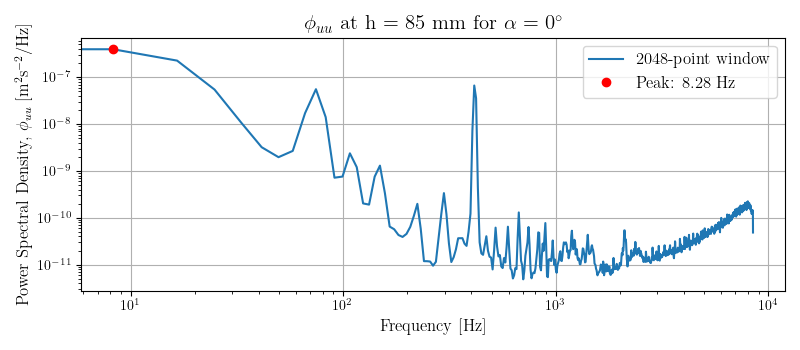 ϕ_uu at h = 85 mm for α = 0°
Power Spectral Density, ϕ_uu [m²s⁻²/Hz]
10⁻⁷
10⁻⁸
10⁻⁹
10⁻¹⁰
10⁻¹¹
2048-point window
Peak: 8.28 Hz
10¹ 10² 10³ 10⁴
Frequency [Hz]